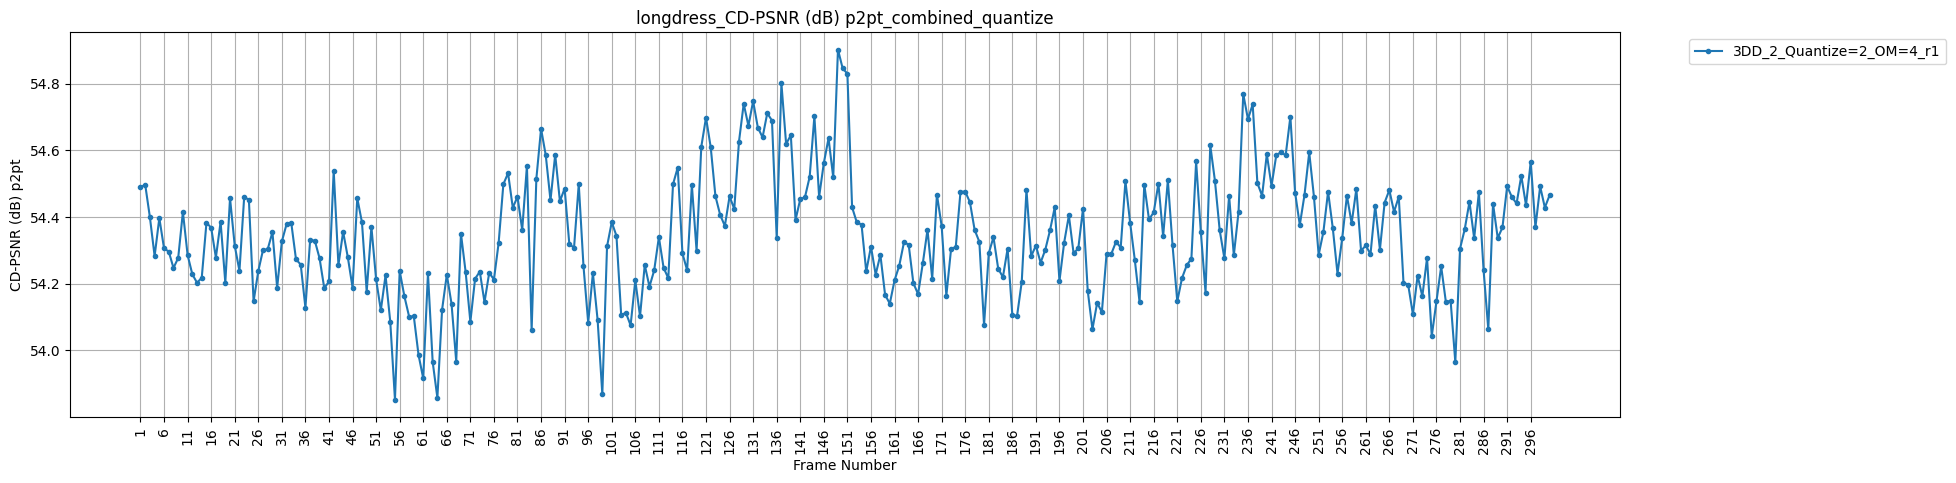 longdress_CD-PSNR (dB) p2pt_combined_quantize
3DD_2_Quantize=2_OM=4_r1
CD-PSNR (dB) p2pt
54.8
54.6
54.4
54.2
54.0
1 6 11 16 21 26 31 36 41 46 51 56 61 66 71 76 81 86 91 96 101 106 111 116 121 126 131 136 141 146 151 156 161 166 171 176 181 186 191 196 201 206 211 216 221 226 231 236 241 246 251 256 261 266 271 276 281 286 291 296
Frame Number